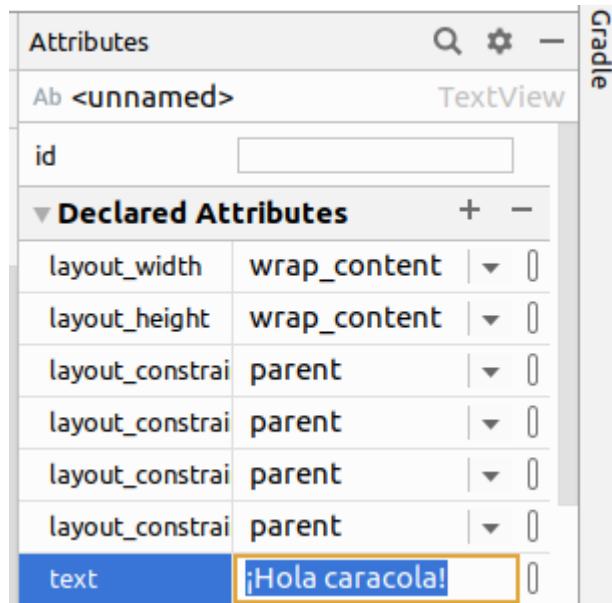 Attributes
Ab <unnamed> TextView
id
Declared Attributes
layout_width wrap_content
layout_height wrap_content
layout_constrai parent
layout_constrai parent
layout_constrai parent
layout_constrai parent
text ¡Hola caracola!
Gradle